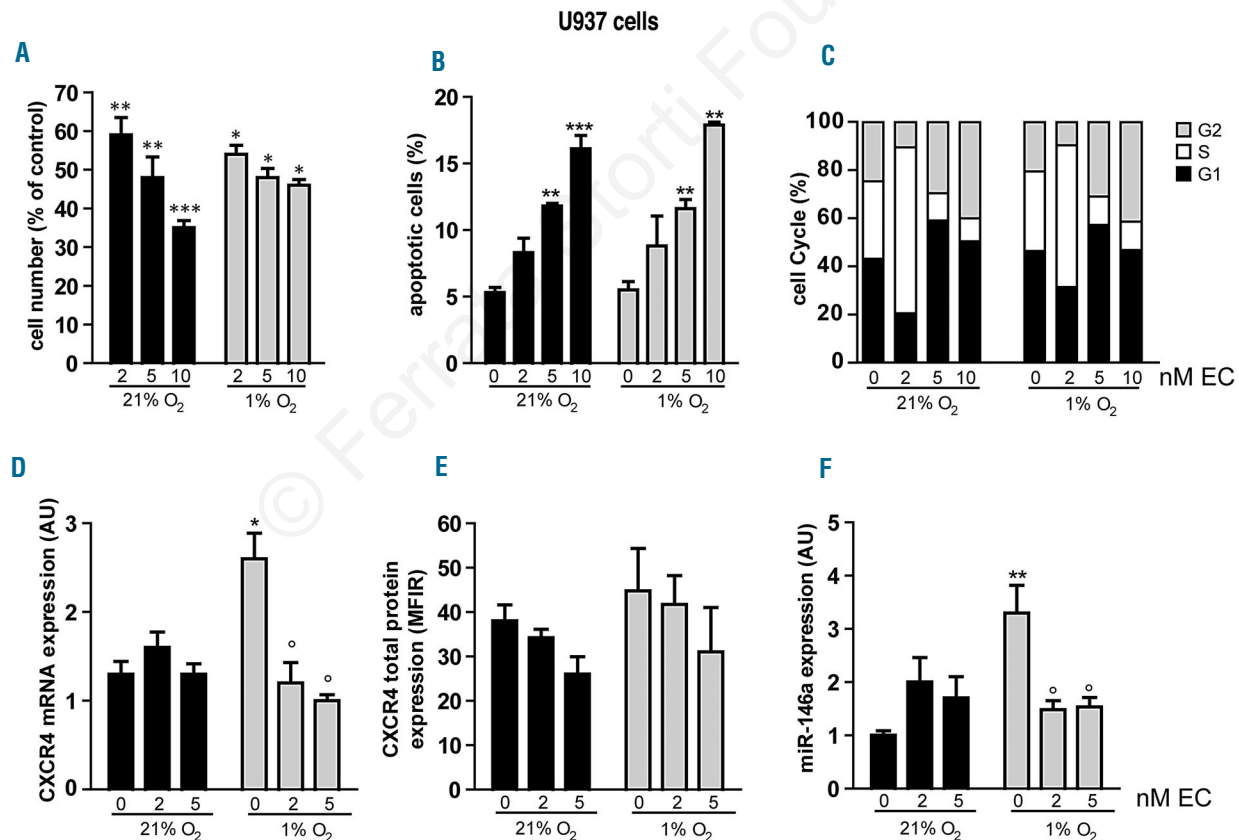 U937 cells
A
cell number (% of control)
70
60
50
40
30
20
10
0
** ** *** * * *
2 5 10 2 5 10
21% O2 1% O2
B
apoptotic cells (%)
20
15
10
5
0
** *** ** **
0 2 5 10 0 2 5 10
21% O2 1% O2
C
cell Cycle (%)
100
80
60
40
20
0
G2
S
G1
0 2 5 10 0 2 5 10 nM EC
21% O2 1% O2
D
CXCR4 mRNA expression (AU)
3
2
1
0
* ° °
0 2 5 0 2 5
21% O2 1% O2
E
CXCR4 total protein
expression (MFIR)
60
50
40
30
20
10
0
0 2 5 0 2 5
21% O2 1% O2
F
miR-146a expression (AU)
5
4
3
2
1
0
** ° °
0 2 5 0 2 5 nM EC
21% O2 1% O2
© Ferrata Storti Fou